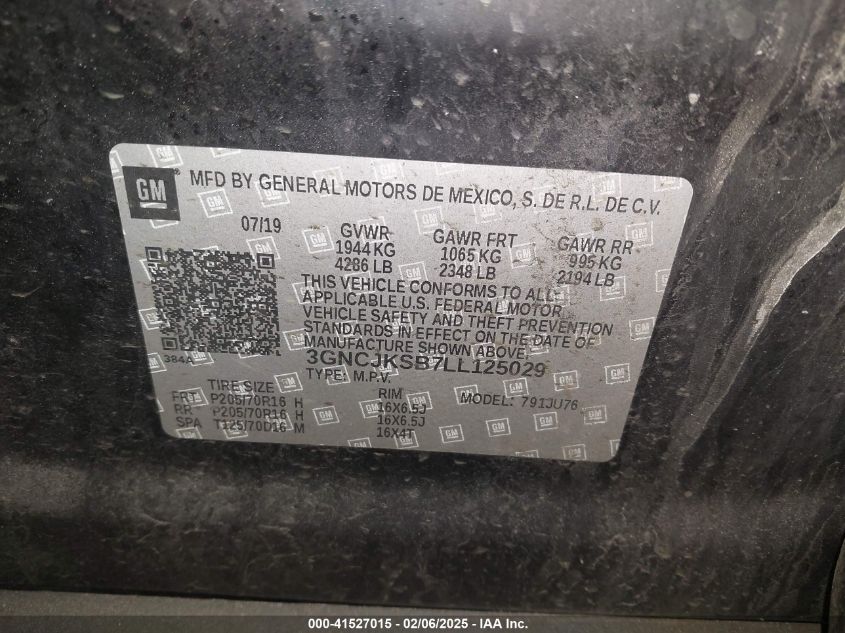 GM MFD BY GENERAL MOTORS DE MEXICO, S. DE R.L. DE C.V.
07/19 GVWR GAWR FRT GAWR RR
1944 KG 1065 KG 995 KG
4286 LB 2348 LB 2194 LB
THIS VEHICLE CONFORMS TO ALL
APPLICABLE U.S. FEDERAL MOTOR
VEHICLE SAFETY AND THEFT PREVENTION
STANDARDS IN EFFECT ON THE DATE OF
MANUFACTURE SHOWN ABOVE.
384A
3GNCJKSB7LL125029
TYPE: M.P.V. MODEL: 791JU76
TIRE SIZE RIM
FRT P205/70R16 H 16X6.5J
RR P205/70R16 H 16X6.5J
SPA T125/70D16 M 16X4T
000-41527015 - 02/06/2025 - IAA Inc.